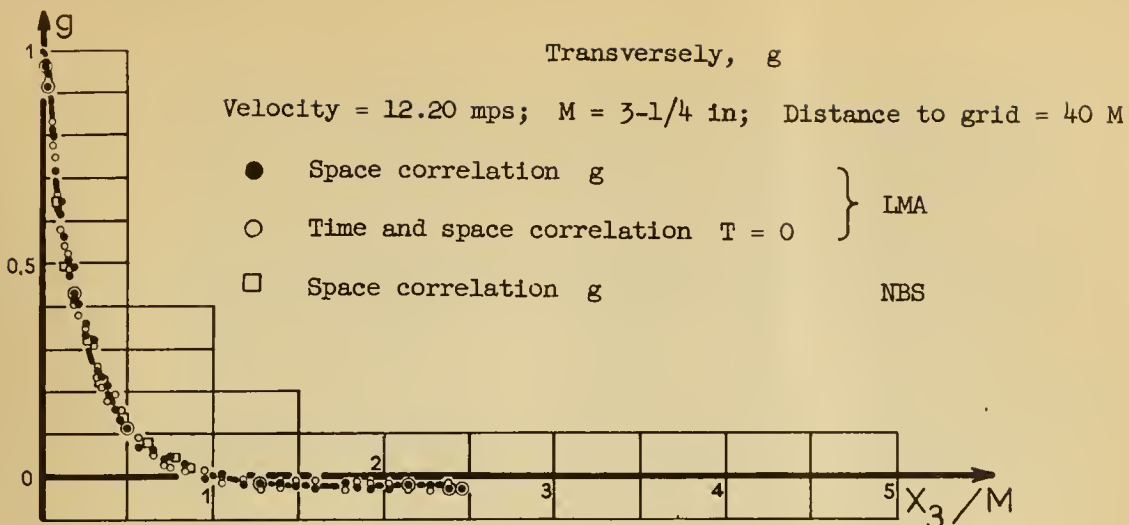 g
1
Transversely, g
Velocity = 12.20 mps; M = 3-1/4 in; Distance to grid = 40 M
● Space correlation g
LMA
○ Time and space correlation T = 0
0.5
□ Space correlation g NBS
0
1 2 3 4 5 X3/M